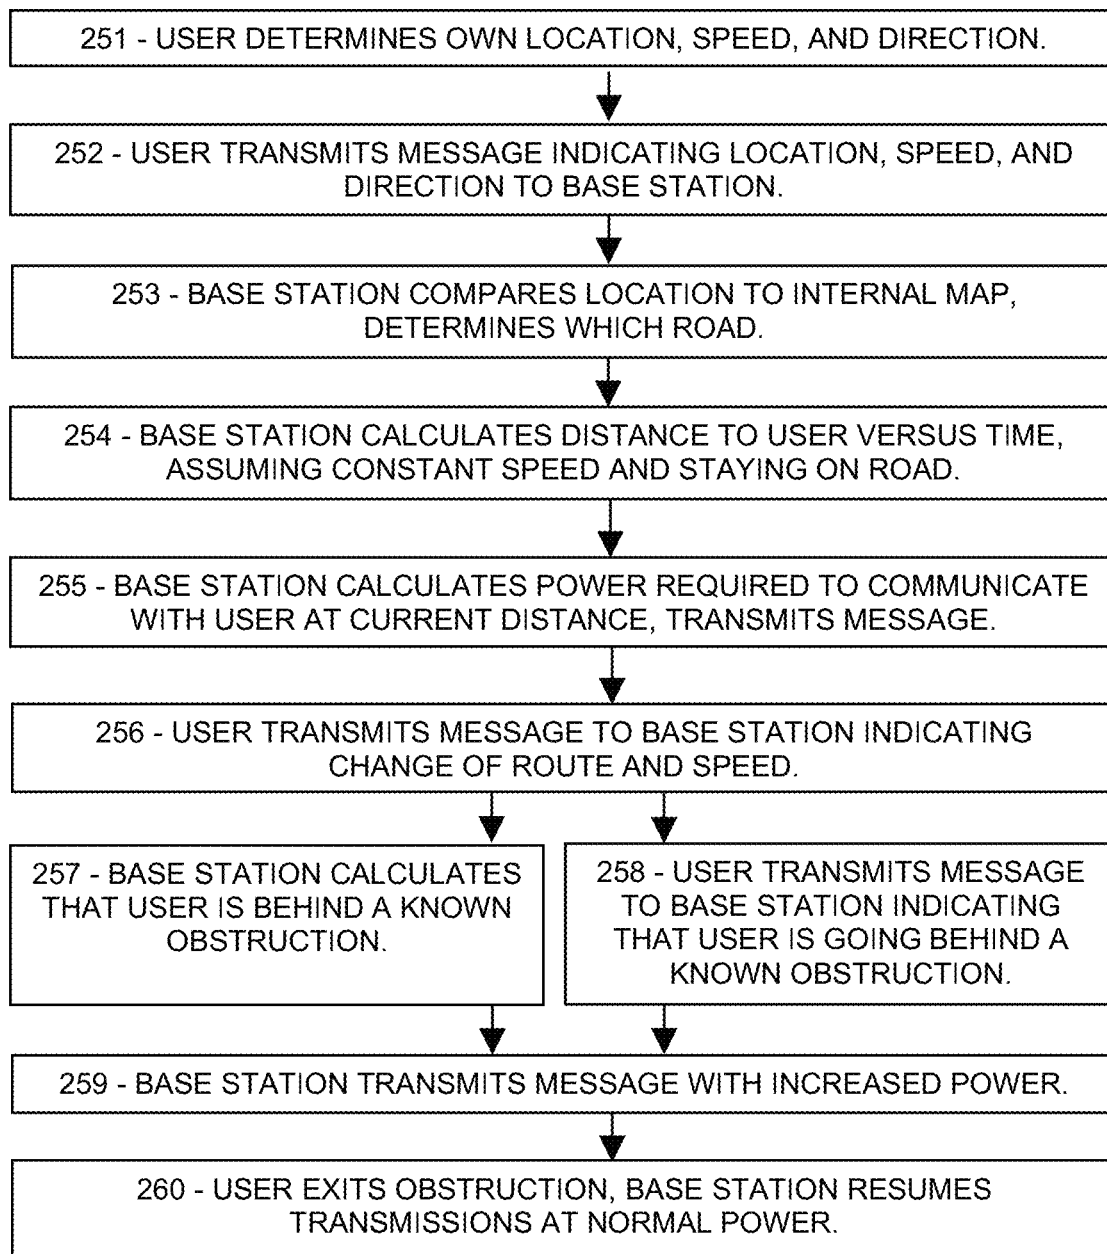 251 - USER DETERMINES OWN LOCATION, SPEED, AND DIRECTION.
252 - USER TRANSMITS MESSAGE INDICATING LOCATION, SPEED, AND
DIRECTION TO BASE STATION.
253 - BASE STATION COMPARES LOCATION TO INTERNAL MAP,
DETERMINES WHICH ROAD.
254 - BASE STATION CALCULATES DISTANCE TO USER VERSUS TIME,
ASSUMING CONSTANT SPEED AND STAYING ON ROAD.
255 - BASE STATION CALCULATES POWER REQUIRED TO COMMUNICATE
WITH USER AT CURRENT DISTANCE, TRANSMITS MESSAGE.
256 - USER TRANSMITS MESSAGE TO BASE STATION INDICATING
CHANGE OF ROUTE AND SPEED.
257 - BASE STATION CALCULATES
THAT USER IS BEHIND A KNOWN
OBSTRUCTION.
258 - USER TRANSMITS MESSAGE
TO BASE STATION INDICATING
THAT USER IS GOING BEHIND A
KNOWN OBSTRUCTION.
259 - BASE STATION TRANSMITS MESSAGE WITH INCREASED POWER.
260 - USER EXITS OBSTRUCTION, BASE STATION RESUMES
TRANSMISSIONS AT NORMAL POWER.